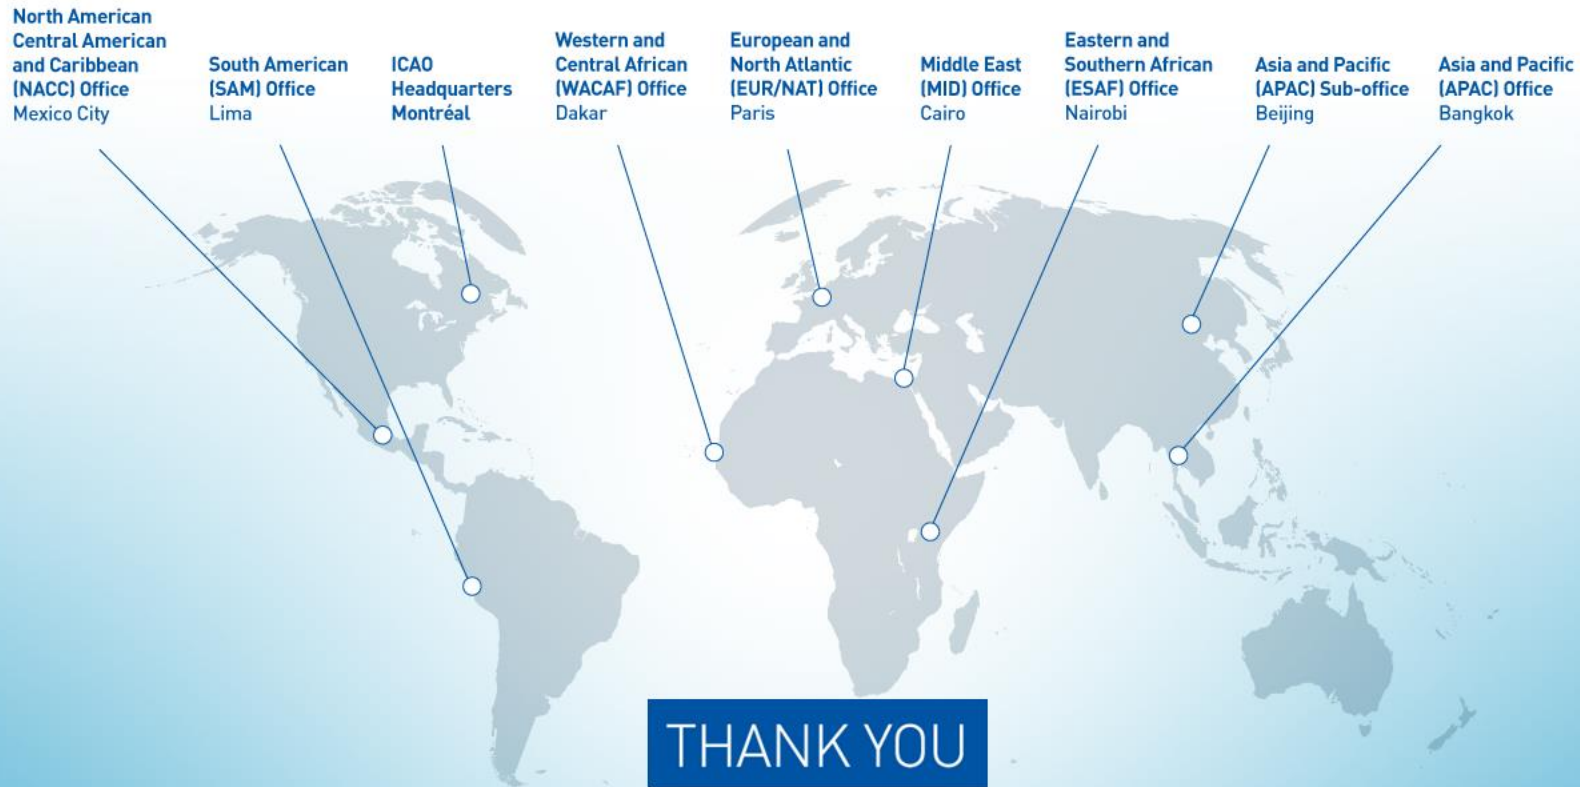 North American
Central American
and Caribbean
(NACC) Office
Mexico City
South American
(SAM) Office
Lima
ICAO
Headquarters
Montréal
Western and
Central African
(WACAF) Office
Dakar
European and
North Atlantic
(EUR/NAT) Office
Paris
Middle East
(MID) Office
Cairo
Eastern and
Southern African
(ESAF) Office
Nairobi
Asia and Pacific
(APAC) Sub-office
Beijing
Asia and Pacific
(APAC) Office
Bangkok
THANK YOU